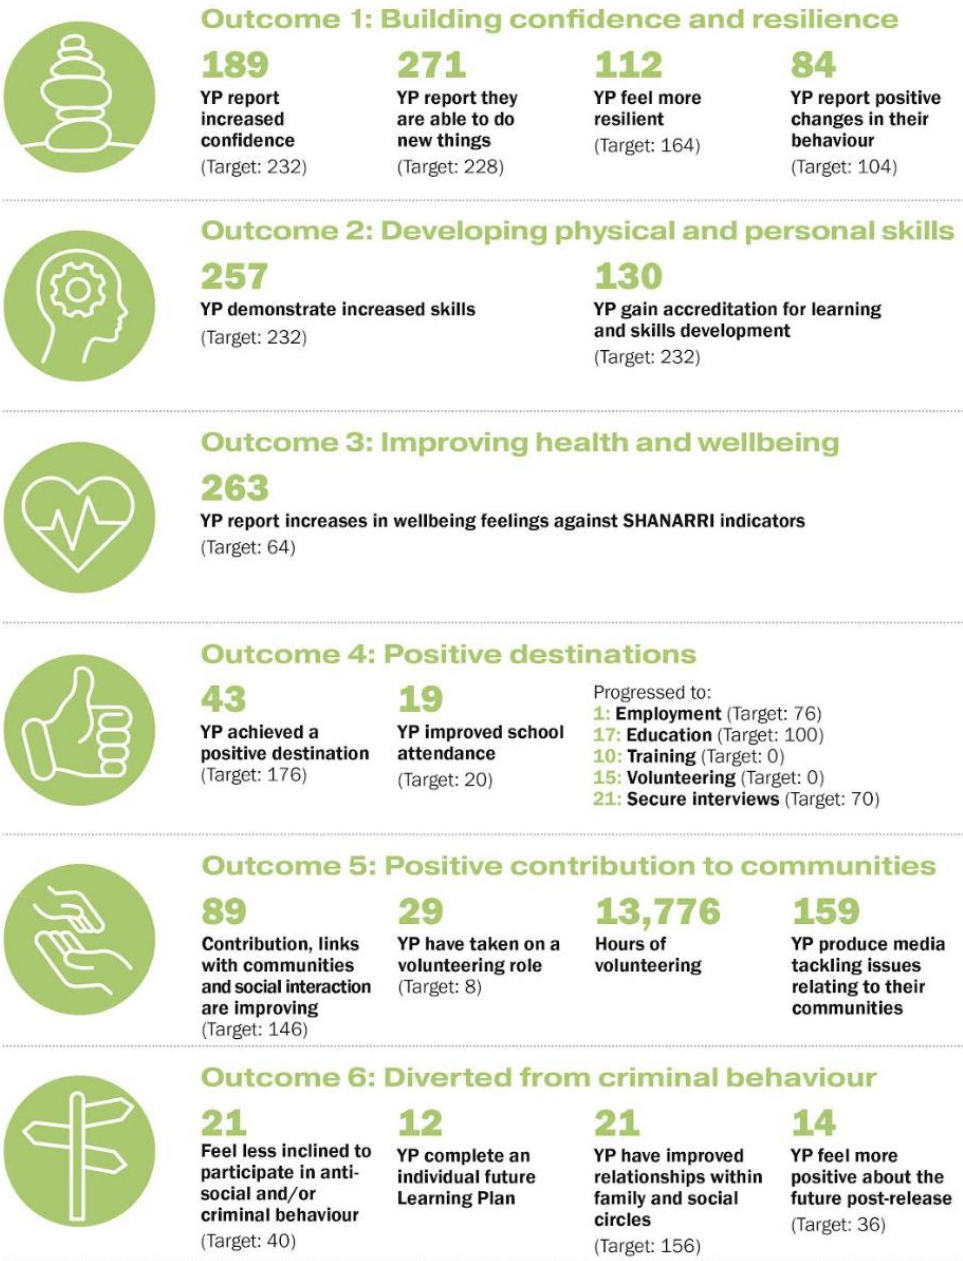 Outcome 1: Building confidence and resilience
189
YP report
increased
confidence
(Target: 232)
271
YP report they
are able to do
new things
(Target: 228)
112
YP feel more
resilient
(Target: 164)
84
YP report positive
changes in their
behaviour
(Target: 104)
Outcome 2: Developing physical and personal skills
257
YP demonstrate increased skills
(Target: 232)
130
YP gain accreditation for learning
and skills development
(Target: 232)
Outcome 3: Improving health and wellbeing
263
YP report increases in wellbeing feelings against SHANARRI indicators
(Target: 64)
Outcome 4: Positive destinations
43
YP achieved a
positive destination
(Target: 176)
19
YP improved school
attendance
(Target: 20)
Progressed to:
1: Employment (Target: 76)
17: Education (Target: 100)
10: Training (Target: 0)
15: Volunteering (Target: 0)
21: Secure interviews (Target: 70)
Outcome 5: Positive contribution to communities
89
Contribution, links
with communities
and social interaction
are improving
(Target: 146)
29
YP have taken on a
volunteering role
(Target: 8)
13,776
Hours of
volunteering
159
YP produce media
tackling issues
relating to their
communities
Outcome 6: Diverted from criminal behaviour
21
Feel less inclined to
participate in anti-
social and/or
criminal behaviour
(Target: 40)
12
YP complete an
individual future
Learning Plan
21
YP have improved
relationships within
family and social
circles
(Target: 156)
14
YP feel more
positive about the
future post-release
(Target: 36)